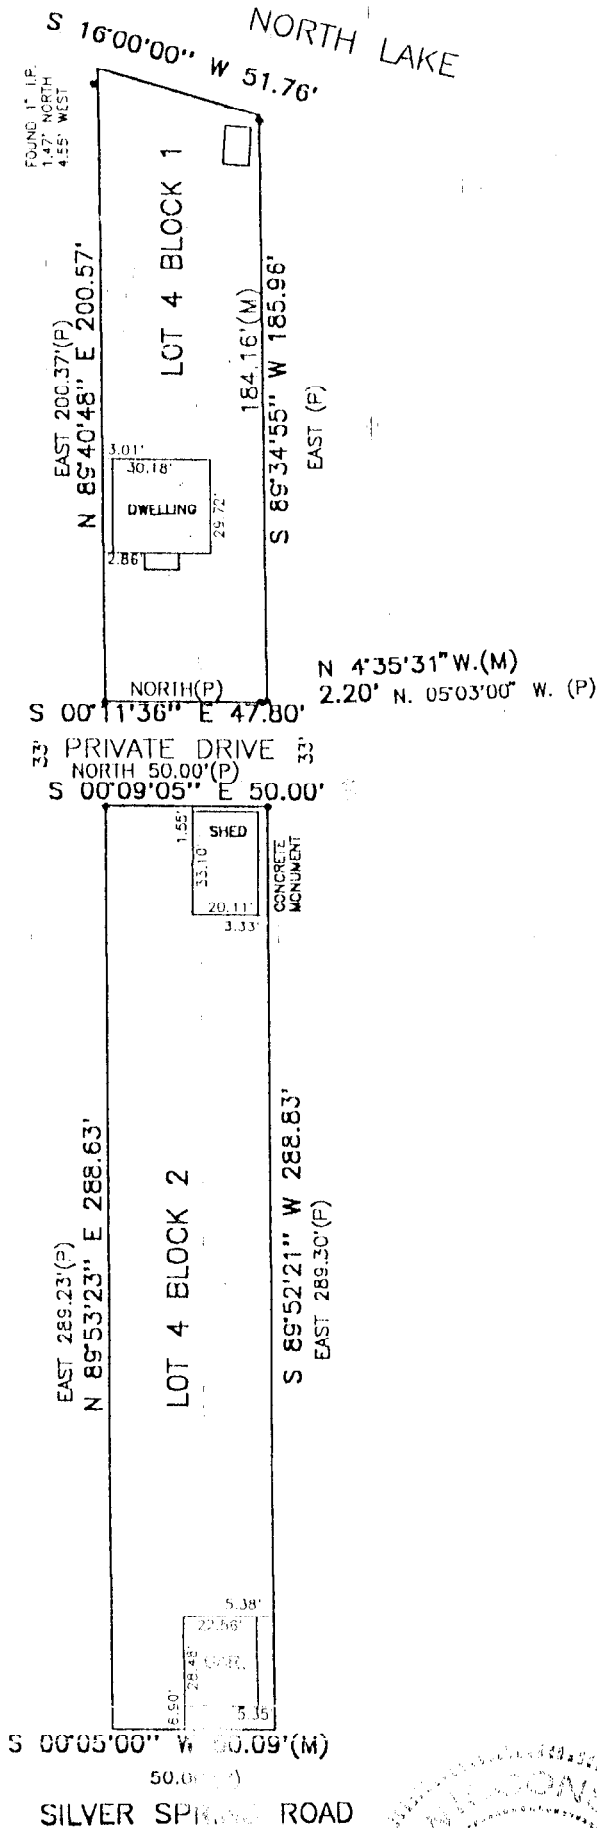 NORTH LAKE
S 16°00'00" W 51.76'
FOUND 1" I.P.
1.47' NORTH
4.55' WEST
LOT 4 BLOCK 1
EAST 200.37'(P)
N 89°40'48" E 200.57'
184.16'(M)
S 89°34'55" W 185.96'
EAST (P)
3.01'
30.18'
DWELLING
29.72'
2.86'
N 4°35'31" W.(M)
2.20' N. 05°03'00" W. (P)
NORTH(P)
S 00°11'36" E 47.80'
33' PRIVATE DRIVE 33'
NORTH 50.00'(P)
S 00°09'05" E 50.00'
1.55'
SHED
33.10'
20.11'
3.33'
CONCRETE
MONUMENT
EAST 289.23'(P)
N 89°53'23" E 288.63'
LOT 4 BLOCK 2
S 89°52'21" W 288.83'
EAST 289.30'(P)
5.38'
22.56'
28.48'
GAR.
6.90'
5.35'
S 00°05'00" W 50.09'(M)
SILVER ROAD